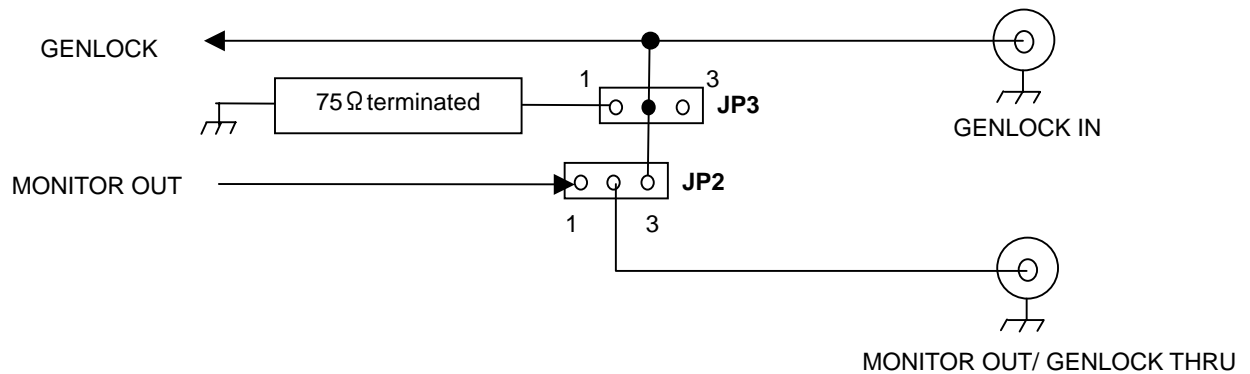 GENLOCK
1 3
75Ω terminated
JP3
GENLOCK IN
MONITOR OUT
JP2
1 3
MONITOR OUT/ GENLOCK THRU